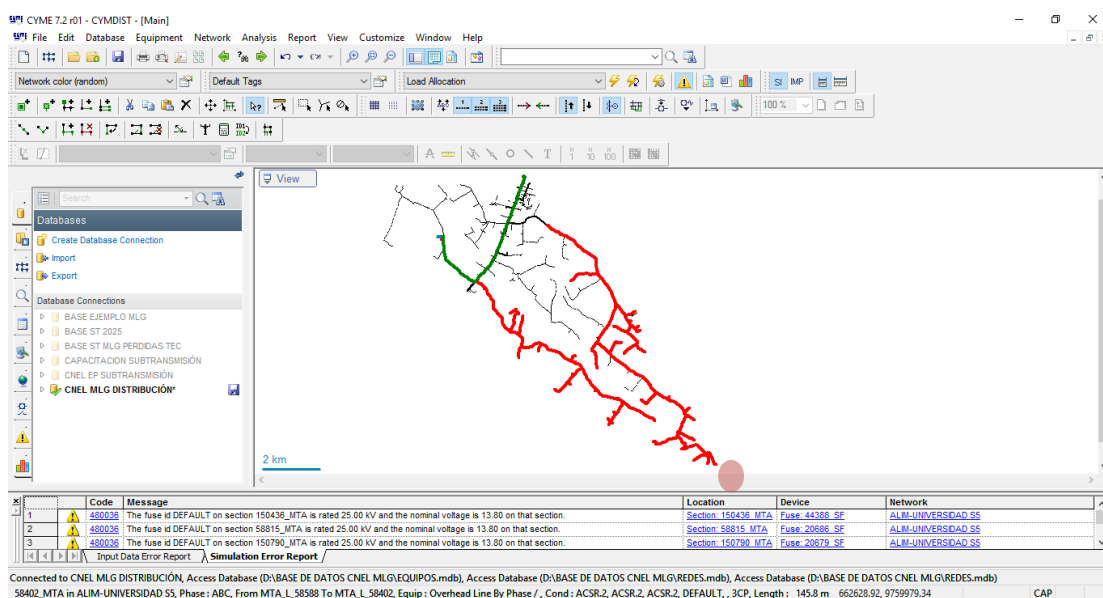 CYME 7.2 r01 - CYMDIST - [Main]
File Edit Database Equipment Network Analysis Report View Customize Window Help
Network color (random) Default Tags Load Allocation SI IMP
100 %
ID1 ID2
A T 1 10 100
View
Search
Databases
Create Database Connection
Import
Export
Database Connections
BASE EJEMPLO MLG
BASE ST 2025
BASE ST MLG PERDIDAS TEC
CAPACITACION SUBTRANSMISIÓN
CNEL EP SUBTRANSMISIÓN
CNEL MLG DISTRIBUCIÓN*
2 km
Code Message Location Device Network
1 480036 The fuse id DEFAULT on section 150436_MTA is rated 25.00 kV and the nominal voltage is 13.80 on that section. Section: 150436_MTA Fuse: 44388_SF ALIM-UNIVERSIDAD S5
2 480036 The fuse id DEFAULT on section 58815_MTA is rated 25.00 kV and the nominal voltage is 13.80 on that section. Section: 58815_MTA Fuse: 20686_SF ALIM-UNIVERSIDAD S5
3 480036 The fuse id DEFAULT on section 150790_MTA is rated 25.00 kV and the nominal voltage is 13.80 on that section. Section: 150790_MTA Fuse: 20679_SF ALIM-UNIVERSIDAD S5
Input Data Error Report Simulation Error Report
Connected to CNEL MLG DISTRIBUCIÓN, Access Database (D:\BASE DE DATOS CNEL MLG\EQUIPOS.mdb), Access Database (D:\BASE DE DATOS CNEL MLG\REDES.mdb), Access Database (D:\BASE DE DATOS CNEL MLG\REDES.mdb)
58402_MTA in ALIM-UNIVERSIDAD S5, Phase : ABC, From MTA_L_58588 To MTA_L_58402, Equip : Overhead Line By Phase / , Cond : ACSR.2, ACSR.2, ACSR.2, DEFAULT, , 3CP, Length : 145.8 m 662628.92, 9759979.34 CAP